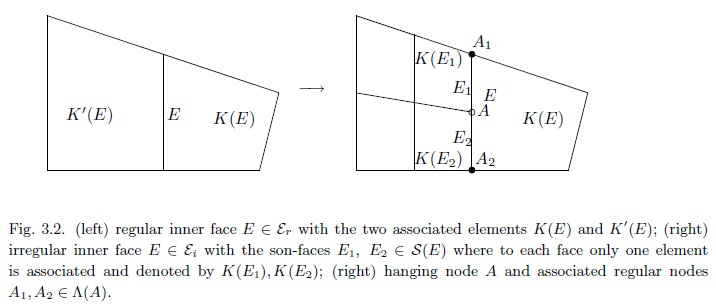 A₁
K(E₁)
E₁ E
K′(E) E K(E) A K(E)
E₂
K(E₂) A₂
Fig. 3.2. (left) regular inner face E ∈ ℰᵣ with the two associated elements K(E) and K′(E); (right)
irregular inner face E ∈ ℰᵢ with the son-faces E₁, E₂ ∈ 𝒮(E) where to each face only one element
is associated and denoted by K(E₁), K(E₂); (right) hanging node A and associated regular nodes
A₁, A₂ ∈ Λ(A).